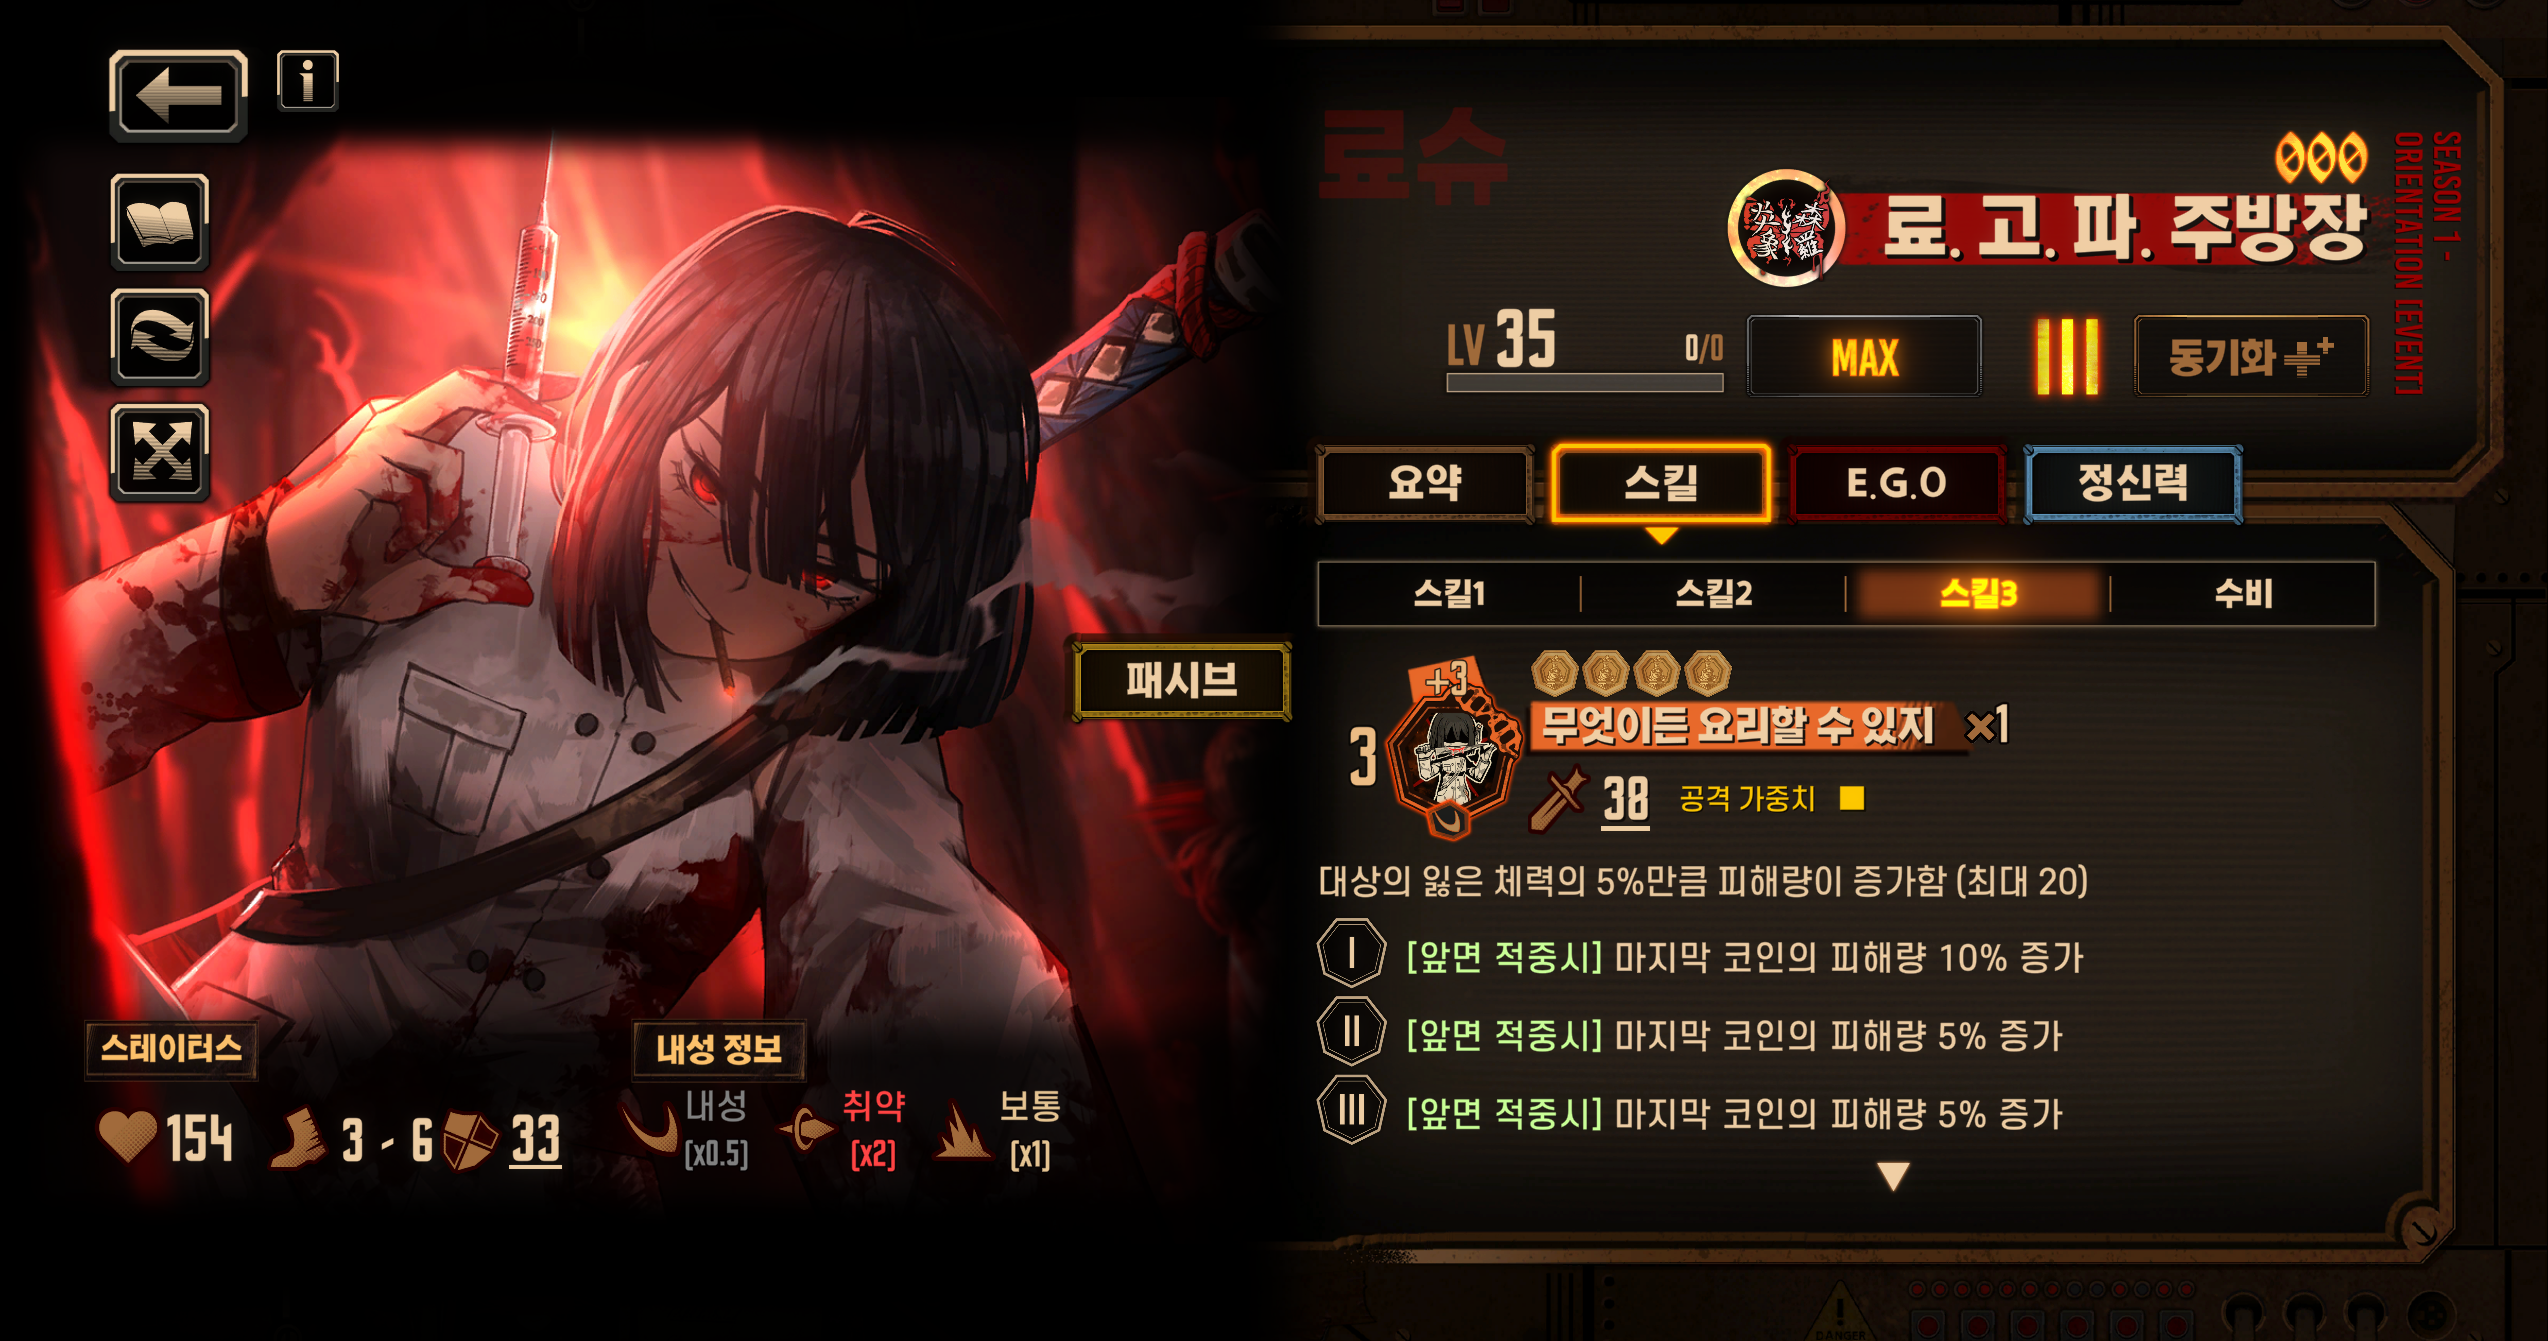 료슈
료. 고. 파. 주방장
SEASON 1 -
ORIENTATION [EVENT]
LV 35
0/0
MAX
동기화
요약
스킬
E.G.O
정신력
스킬1
스킬2
스킬3
수비
패시브
+3
3
무엇이든 요리할 수 있지 ×1
38
공격 가중치
대상의 잃은 체력의 5%만큼 피해량이 증가함 (최대 20)
I [앞면 적중시] 마지막 코인의 피해량 10% 증가
II [앞면 적중시] 마지막 코인의 피해량 5% 증가
III [앞면 적중시] 마지막 코인의 피해량 5% 증가
스테이터스
154
3 - 6
33
내성 정보
내성
[x0.5]
취약
[x2]
보통
[x1]
DANGER